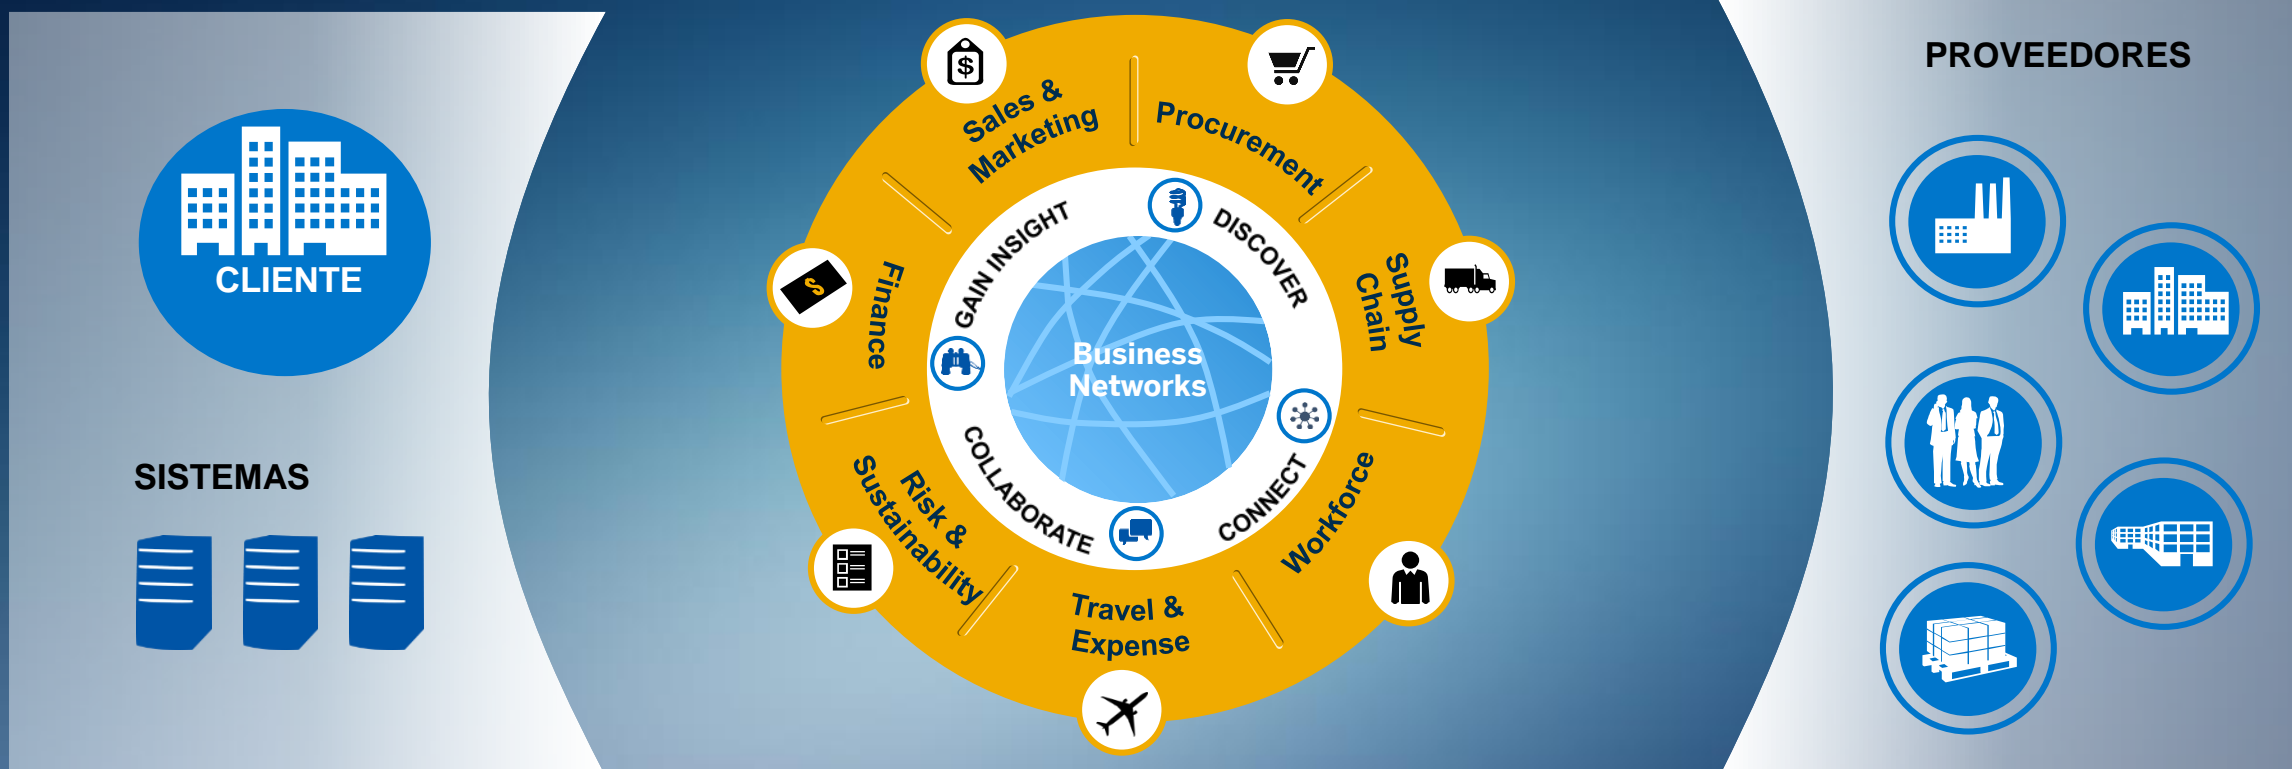 CLIENTE
SISTEMAS
Sales &
Marketing
Procurement
Supply
Chain
Workforce
Travel &
Expense
Risk &
Sustainability
Finance
GAIN INSIGHT
DISCOVER
CONNECT
COLLABORATE
Business
Networks
$
$
PROVEEDORES